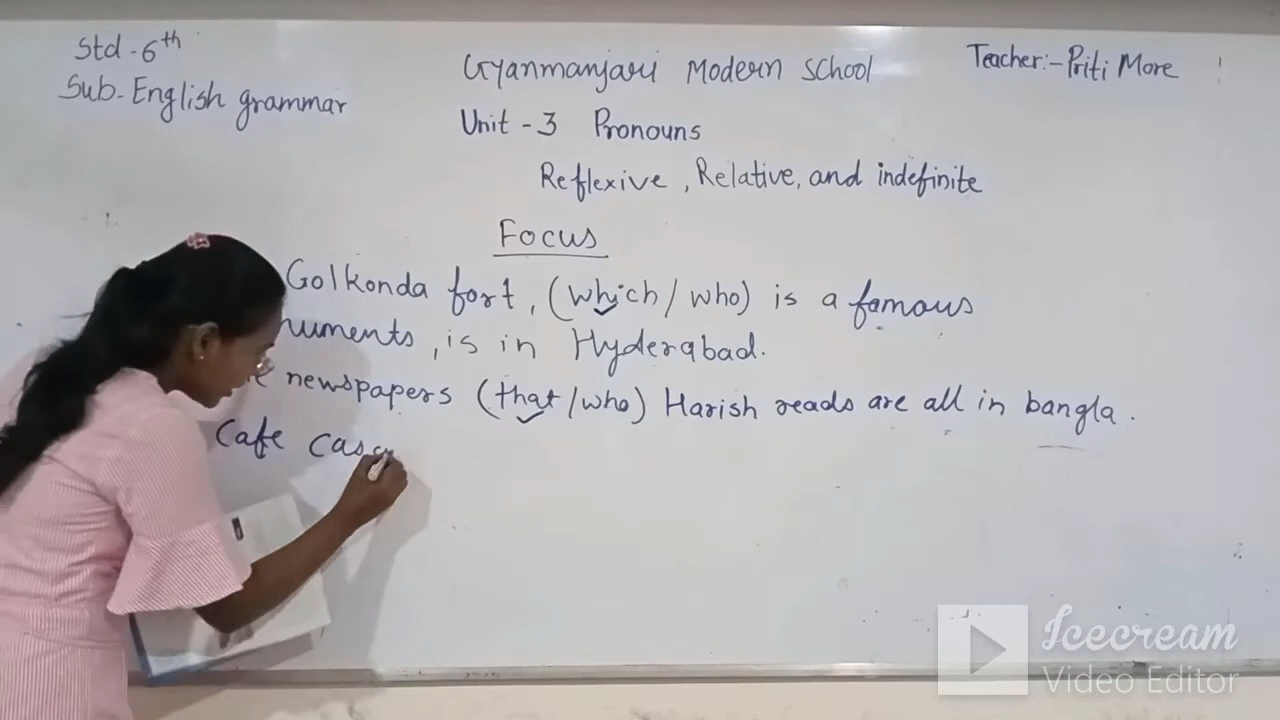 Std - 6th
Sub - English grammar
Gyanmanjari Modern School
Teacher:- Priti More
Unit - 3 Pronouns
Reflexive, Relative, and indefinite
Focus
Golkonda fort, (which / who) is a famous
numents, is in Hyderabad.
newspapers (that / who) Harish reads are all in bangla.
Cafe Casa
Icecream
Video Editor